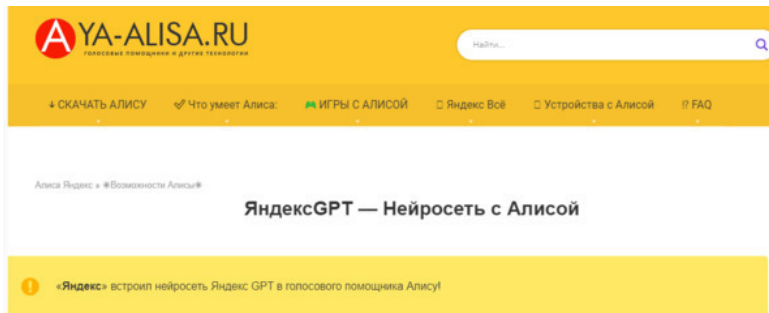 YA-ALISA.RU
ГОЛОСОВЫЕ ПОМОЩНИКИ И ДРУГИЕ ТЕХНОЛОГИИ
Найти...
↓ СКАЧАТЬ АЛИСУ Что умеет Алиса: ИГРЫ С АЛИСОЙ Яндекс Всё Устройства с Алисой ⁉ FAQ
Алиса Яндекс » ✺Возможности Алисы✺
ЯндексGPT — Нейросеть с Алисой
«Яндекс» встроил нейросеть Яндекс GPT в голосового помощника Алису!